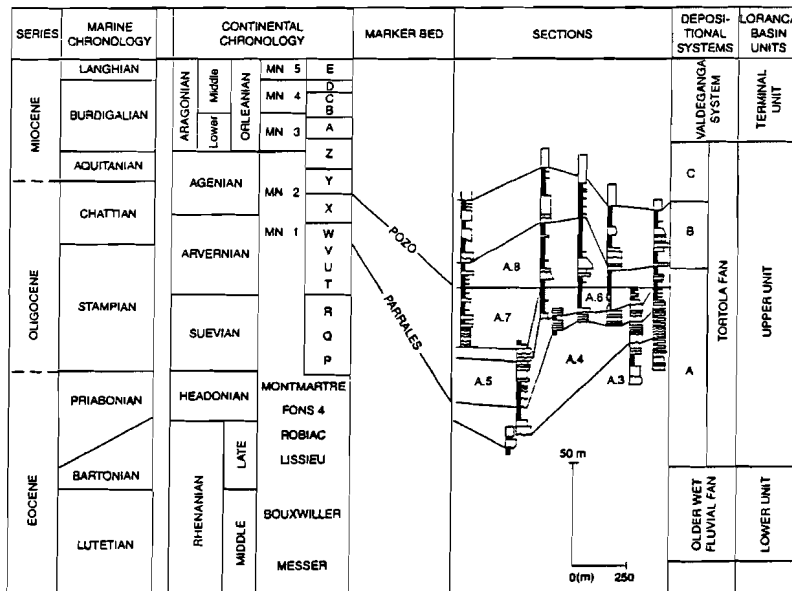 SERIES
MARINE CHRONOLOGY
CONTINENTAL CHRONOLOGY
MARKER BED
SECTIONS
DEPOSI-
TIONAL
SYSTEMS
LORANCA
BASIN
UNITS
MIOCENE
OLIGOCENE
EOCENE
LANGHIAN
BURDIGALIAN
AQUITANIAN
CHATTIAN
STAMPIAN
PRIABONIAN
BARTONIAN
LUTETIAN
ARAGONIAN
Middle
Lower
ORLEANIAN
AGENIAN
ARVERNIAN
SUEVIAN
HEADONIAN
RHENANIAN
LATE
MIDDLE
MN 5
MN 4
MN 3
MN 2
MN 1
E
D
C
B
A
Z
Y
X
W
V
U
T
R
Q
P
MONTMARTRE
FONS 4
ROBIAC
LISSIEU
BOUXWILLER
MESSER
POZO
PARRALES
A.8
A.7
A.6
A.5
A.4
A.3
50 m
0(m) 250
VALDEGANGA
SYSTEM
C
B
A
TORTOLA FAN
OLDER WET
FLUVIAL FAN
TERMINAL
UNIT
UPPER UNIT
LOWER UNIT